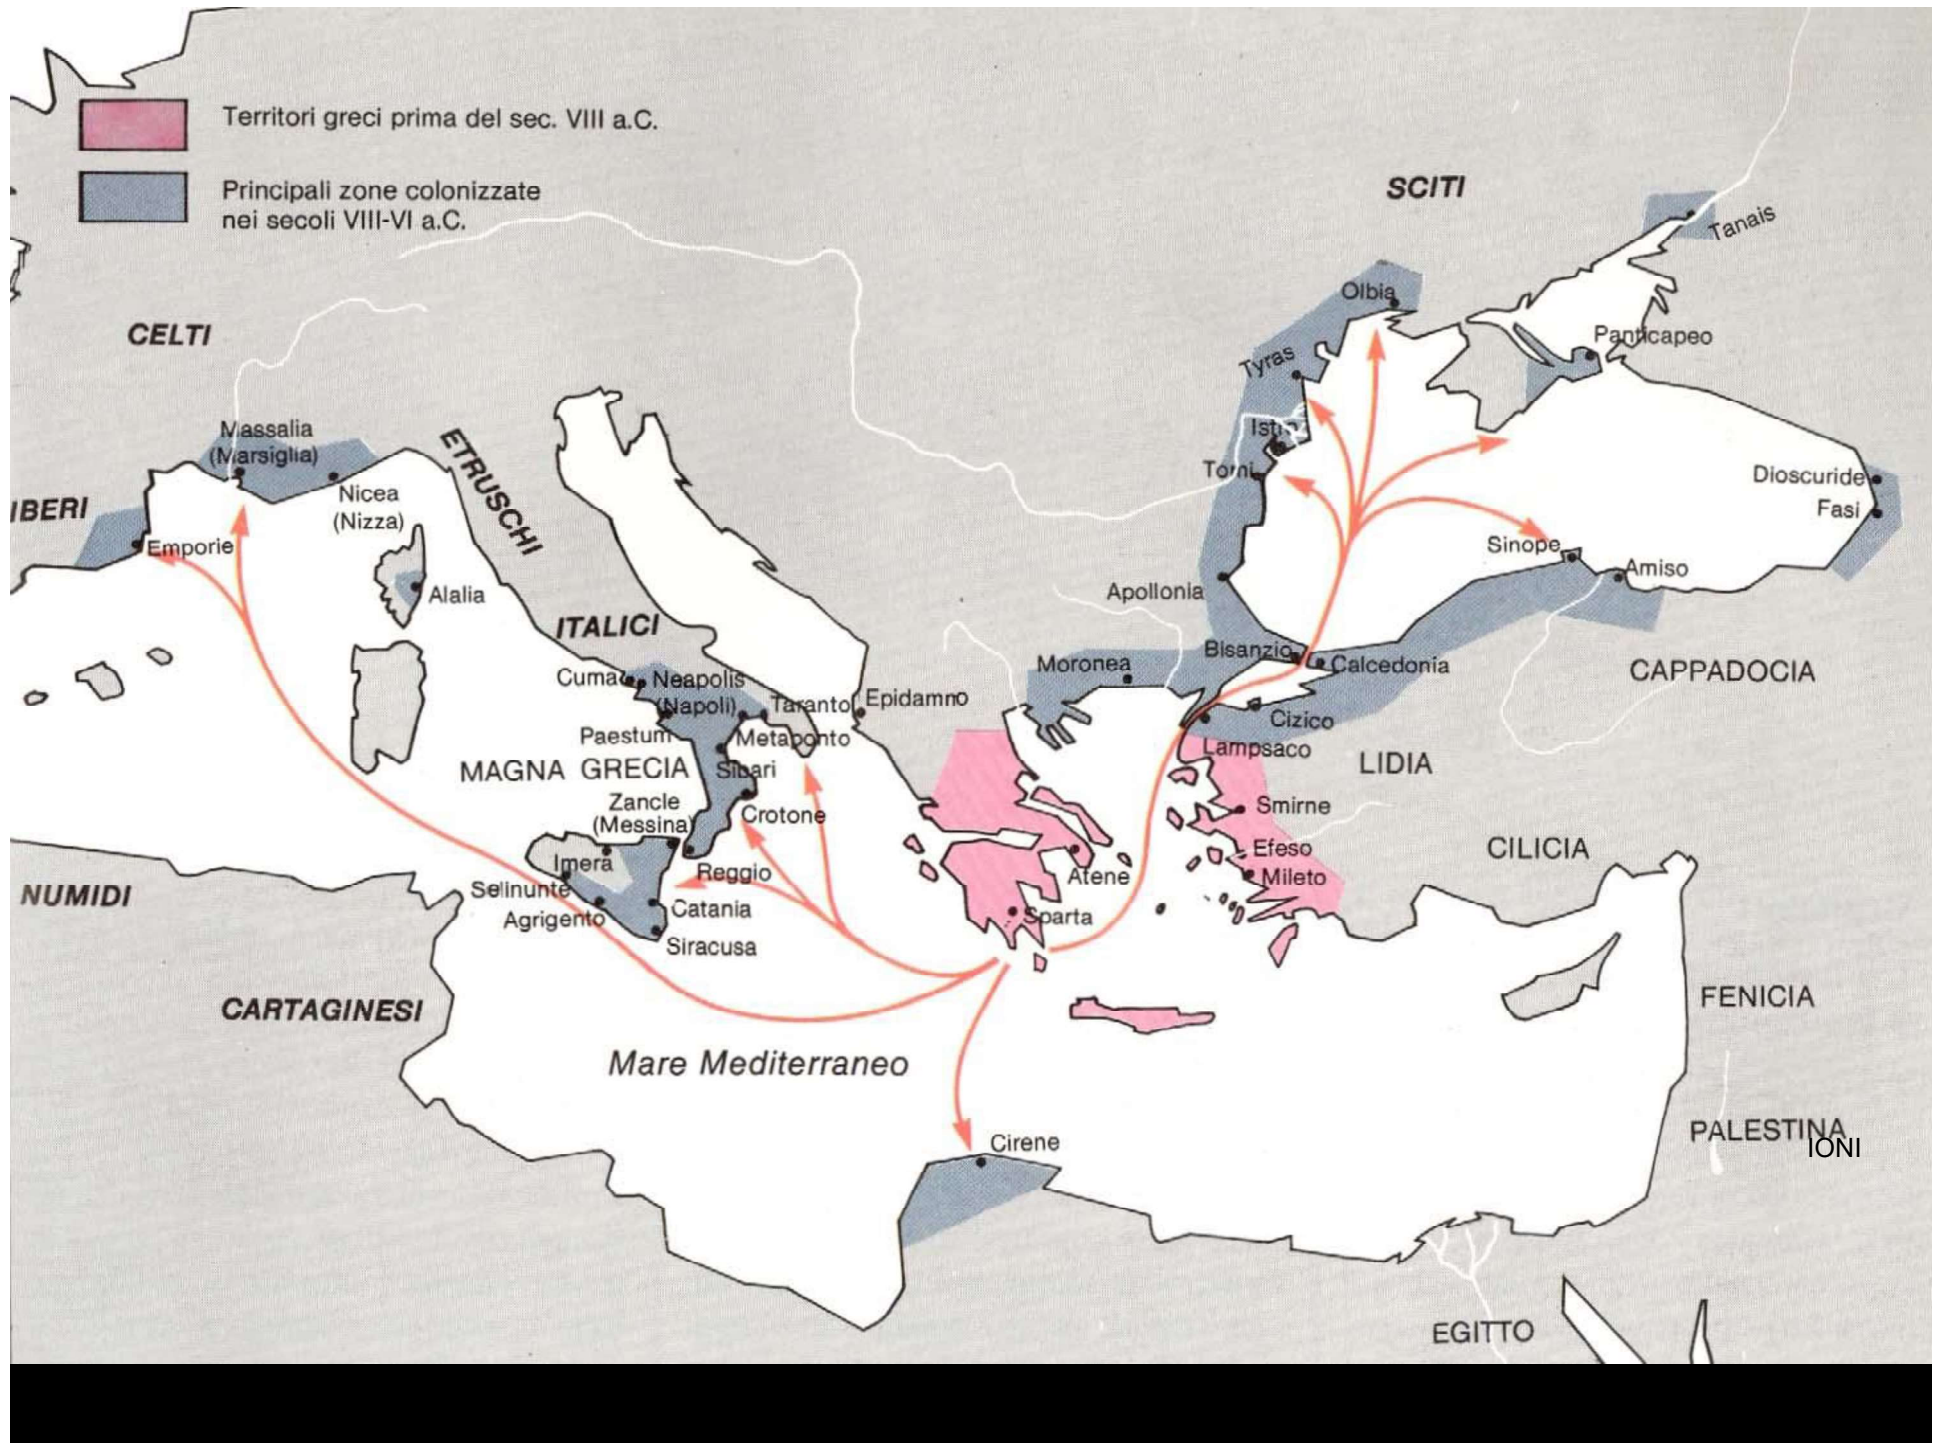 Territori greci prima del sec. VIII a.C.
Principali zone colonizzate
nei secoli VIII-VI a.C.
SCITI
Tanais
Olbia
CELTI
Panticapeo
Tyras
Massalia
(Marsiglia)
Istria
ETRUSCHI
Tomi
Dioscuride
Nicea
(Nizza)
IBERI
Fasi
Emporie
Sinope
Amiso
Alalia
Apollonia
ITALICI
Bisanzio
Calcedonia
Moronea
CAPPADOCIA
Cuma
Neapolis
(Napoli)
Taranto
Epidamno
Cizico
Paestum
Metaponto
Lampsaco
LIDIA
MAGNA GRECIA
Sibari
Zancle
(Messina)
Crotone
Smirne
Efeso
CILICIA
Imera
Reggio
Atene
Mileto
NUMIDI
Selinunte
Agrigento
Catania
Sparta
Siracusa
FENICIA
CARTAGINESI
Mare Mediterraneo
PALESTINA
IONI
Cirene
EGITTO